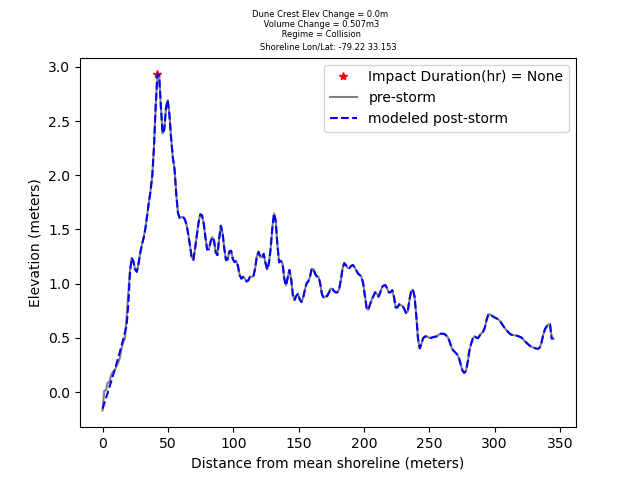 Dune Crest Elev Change = 0.0m
Volume Change = 0.507m3
Regime = Collision
Shoreline Lon/Lat: -79.22 33.153
Impact Duration(hr) = None
pre-storm
modeled post-storm
3.0
2.5
2.0
1.5
1.0
0.5
0.0
Elevation (meters)
0 50 100 150 200 250 300 350
Distance from mean shoreline (meters)